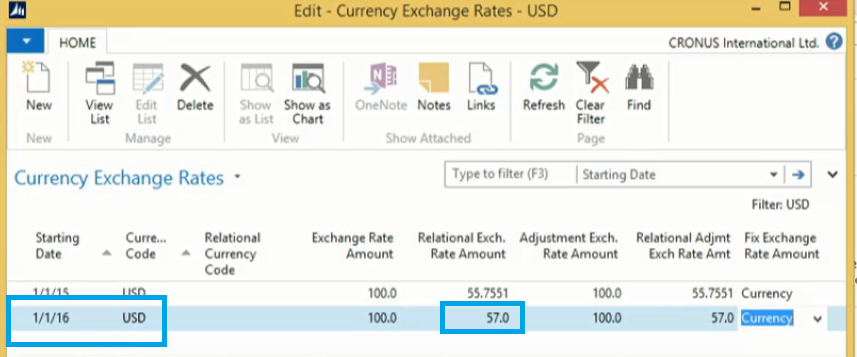 Edit - Currency Exchange Rates - USD
HOME
CRONUS International Ltd.
New
View List
Edit List
Delete
Show as List
Show as Chart
OneNote
Notes
Links
Refresh
Clear Filter
Find
New
Manage
View
Show Attached
Page
Currency Exchange Rates
Type to filter (F3)
Starting Date
Filter: USD
Starting Date
Curre... Code
Relational Currency Code
Exchange Rate Amount
Relational Exch. Rate Amount
Adjustment Exch. Rate Amount
Relational Adjmt Exch Rate Amt
Fix Exchange Rate Amount
1/1/15 USD 100.0 55.7551 100.0 55.7551 Currency
1/1/16 USD 100.0 57.0 100.0 57.0 Currency